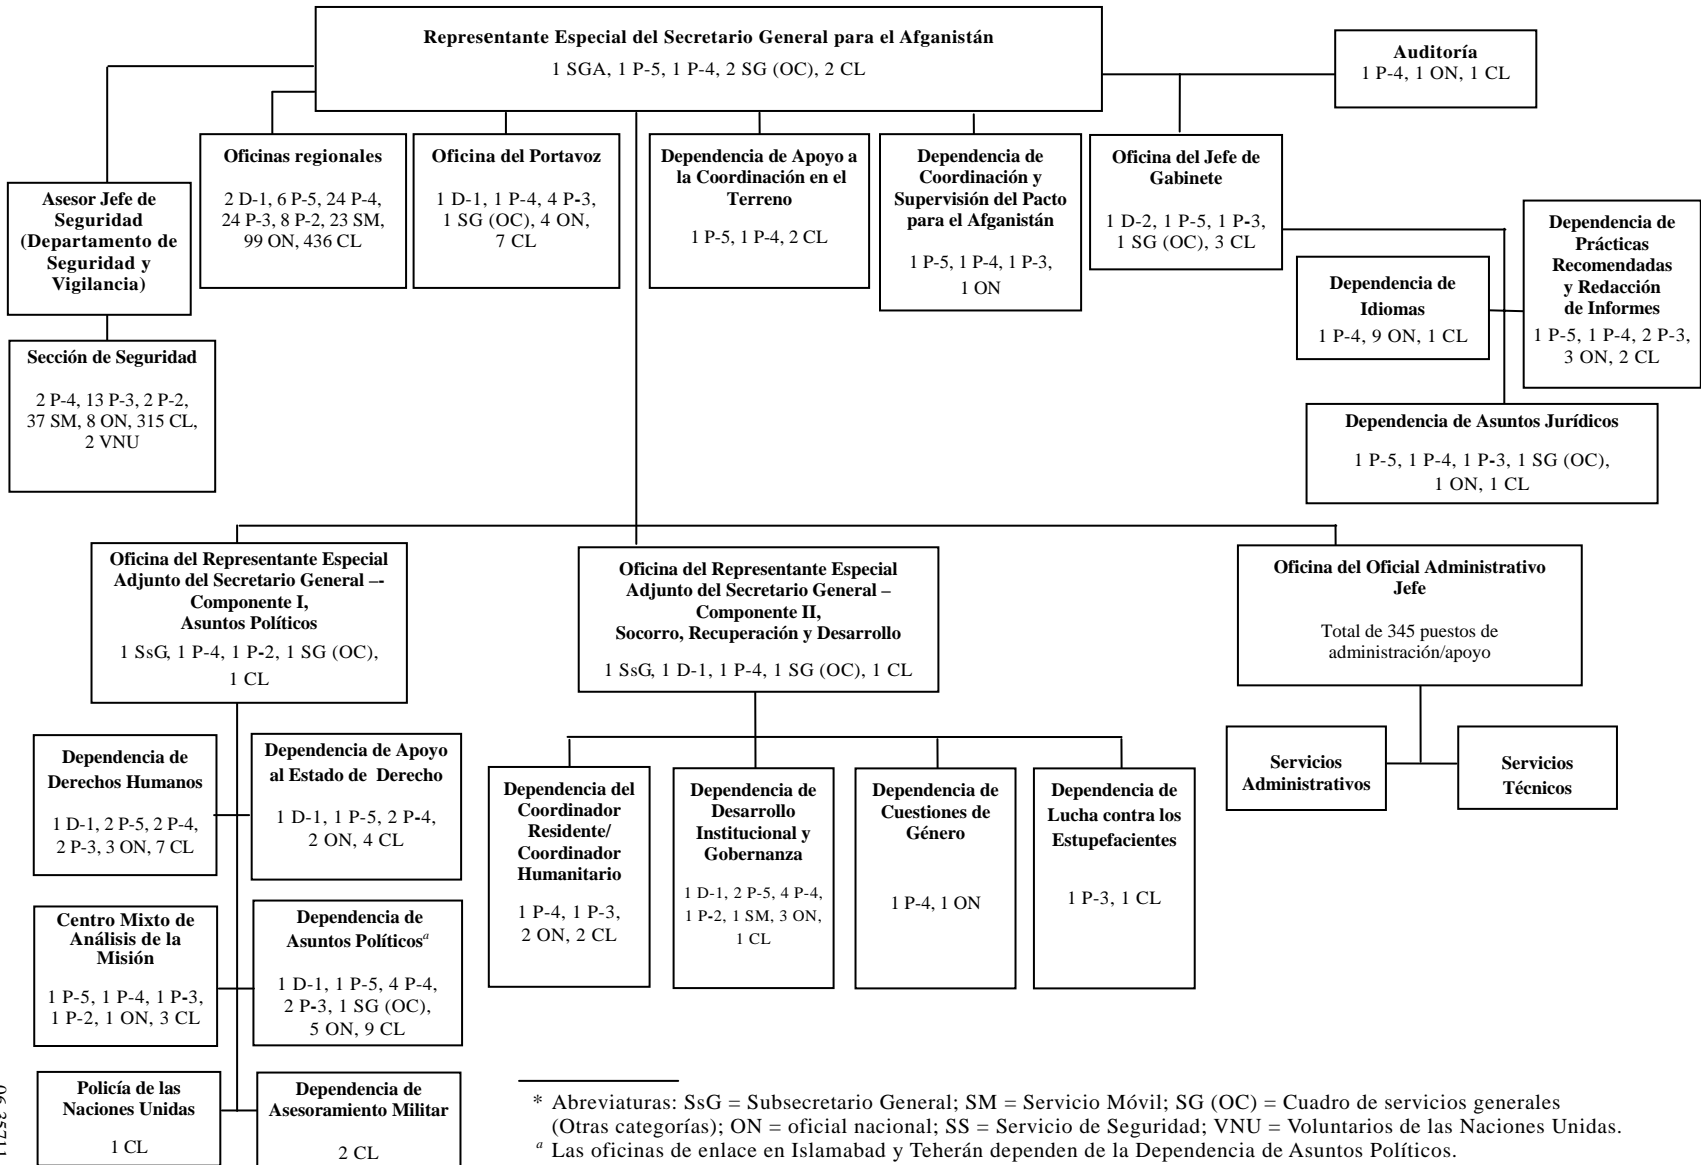 Representante Especial del Secretario General para el Afganistán
1 SGA, 1 P-5, 1 P-4, 2 SG (OC), 2 CL
Auditoría
1 P-4, 1 ON, 1 CL
Asesor Jefe de
Seguridad
(Departamento de
Seguridad y
Vigilancia)
Oficinas regionales
2 D-1, 6 P-5, 24 P-4,
24 P-3, 8 P-2, 23 SM,
99 ON, 436 CL
Oficina del Portavoz
1 D-1, 1 P-4, 4 P-3,
1 SG (OC), 4 ON,
7 CL
Dependencia de Apoyo a
la Coordinación en el
Terreno
1 P-5, 1 P-4, 2 CL
Dependencia de
Coordinación y
Supervisión del Pacto
para el Afganistán
1 P-5, 1 P-4, 1 P-3,
1 ON
Oficina del Jefe de
Gabinete
1 D-2, 1 P-5, 1 P-3,
1 SG (OC), 3 CL
Dependencia de
Idiomas
1 P-4, 9 ON, 1 CL
Dependencia de
Prácticas
Recomendadas
y Redacción
de Informes
1 P-5, 1 P-4, 2 P-3,
3 ON, 2 CL
Sección de Seguridad
2 P-4, 13 P-3, 2 P-2,
37 SM, 8 ON, 315 CL,
2 VNU
Dependencia de Asuntos Jurídicos
1 P-5, 1 P-4, 1 P-3, 1 SG (OC),
1 ON, 1 CL
Oficina del Representante Especial
Adjunto del Secretario General –-
Componente I,
Asuntos Políticos
1 SsG, 1 P-4, 1 P-2, 1 SG (OC),
1 CL
Oficina del Representante Especial
Adjunto del Secretario General –
Componente II,
Socorro, Recuperación y Desarrollo
1 SsG, 1 D-1, 1 P-4, 1 SG (OC), 1 CL
Oficina del Oficial Administrativo
Jefe
Total de 345 puestos de
administración/apoyo
Dependencia de
Derechos Humanos
1 D-1, 2 P-5, 2 P-4,
2 P-3, 3 ON, 7 CL
Dependencia de Apoyo
al Estado de Derecho
1 D-1, 1 P-5, 2 P-4,
2 ON, 4 CL
Dependencia del
Coordinador
Residente/
Coordinador
Humanitario
1 P-4, 1 P-3,
2 ON, 2 CL
Dependencia de
Desarrollo
Institucional y
Gobernanza
1 D-1, 2 P-5, 4 P-4,
1 P-2, 1 SM, 3 ON,
1 CL
Dependencia de
Cuestiones de
Género
1 P-4, 1 ON
Dependencia de
Lucha contra los
Estupefacientes
1 P-3, 1 CL
Servicios
Administrativos
Servicios
Técnicos
Centro Mixto de
Análisis de la
Misión
1 P-5, 1 P-4, 1 P-3,
1 P-2, 1 ON, 3 CL
Dependencia de
Asuntos Políticosª
1 D-1, 1 P-5, 4 P-4,
2 P-3, 1 SG (OC),
5 ON, 9 CL
Policía de las
Naciones Unidas
1 CL
Dependencia de
Asesoramiento Militar
2 CL
* Abreviaturas: SsG = Subsecretario General; SM = Servicio Móvil; SG (OC) = Cuadro de servicios generales
(Otras categorías); ON = oficial nacional; SS = Servicio de Seguridad; VNU = Voluntarios de las Naciones Unidas.
ª Las oficinas de enlace en Islamabad y Teherán dependen de la Dependencia de Asuntos Políticos.